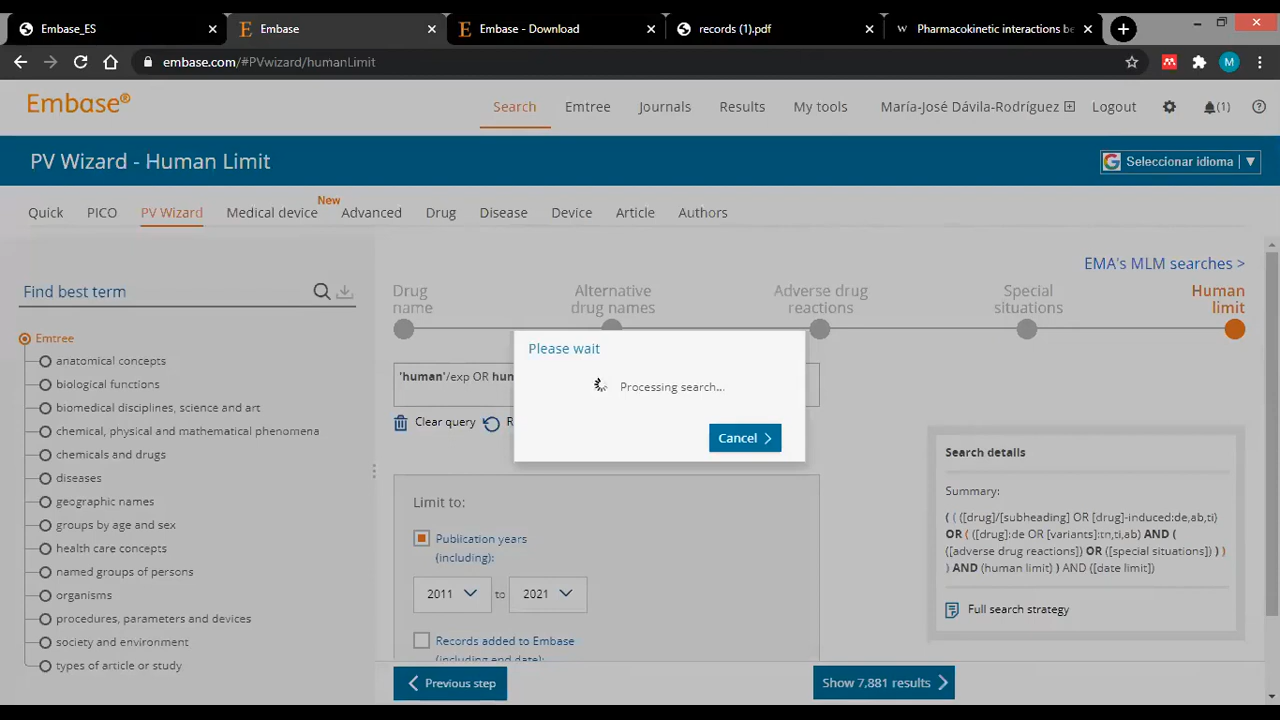 Embase_ES
Embase
Embase - Download
records (1).pdf
Pharmacokinetic interactions be
embase.com/#PVwizard/humanLimit
M
Embase®
Search
Emtree
Journals
Results
My tools
María-José Dávila-Rodríguez
Logout
(1)
PV Wizard - Human Limit
Seleccionar idioma
New
Quick
PICO
PV Wizard
Medical device
Advanced
Drug
Disease
Device
Article
Authors
Find best term
Emtree
anatomical concepts
biological functions
biomedical disciplines, science and art
chemical, physical and mathematical phenomena
chemicals and drugs
diseases
geographic names
groups by age and sex
health care concepts
named groups of persons
organisms
procedures, parameters and devices
society and environment
types of article or study
EMA's MLM searches >
Drug name
Alternative drug names
Adverse drug reactions
Special situations
Human limit
'human'/exp OR hun
Clear query
R
Please wait
Processing search...
Cancel
Limit to:
Publication years
(including):
2011
to
2021
Records added to Embase
(including end date):
Search details
Summary:
( ( ([drug]/[subheading] OR [drug]-induced:de,ab,ti)
OR ( ([drug]:de OR [variants]:tn,ti,ab) AND (
([adverse drug reactions]) OR ([special situations]) ) )
) AND (human limit) ) AND ([date limit])
Full search strategy
Previous step
Show 7,881 results